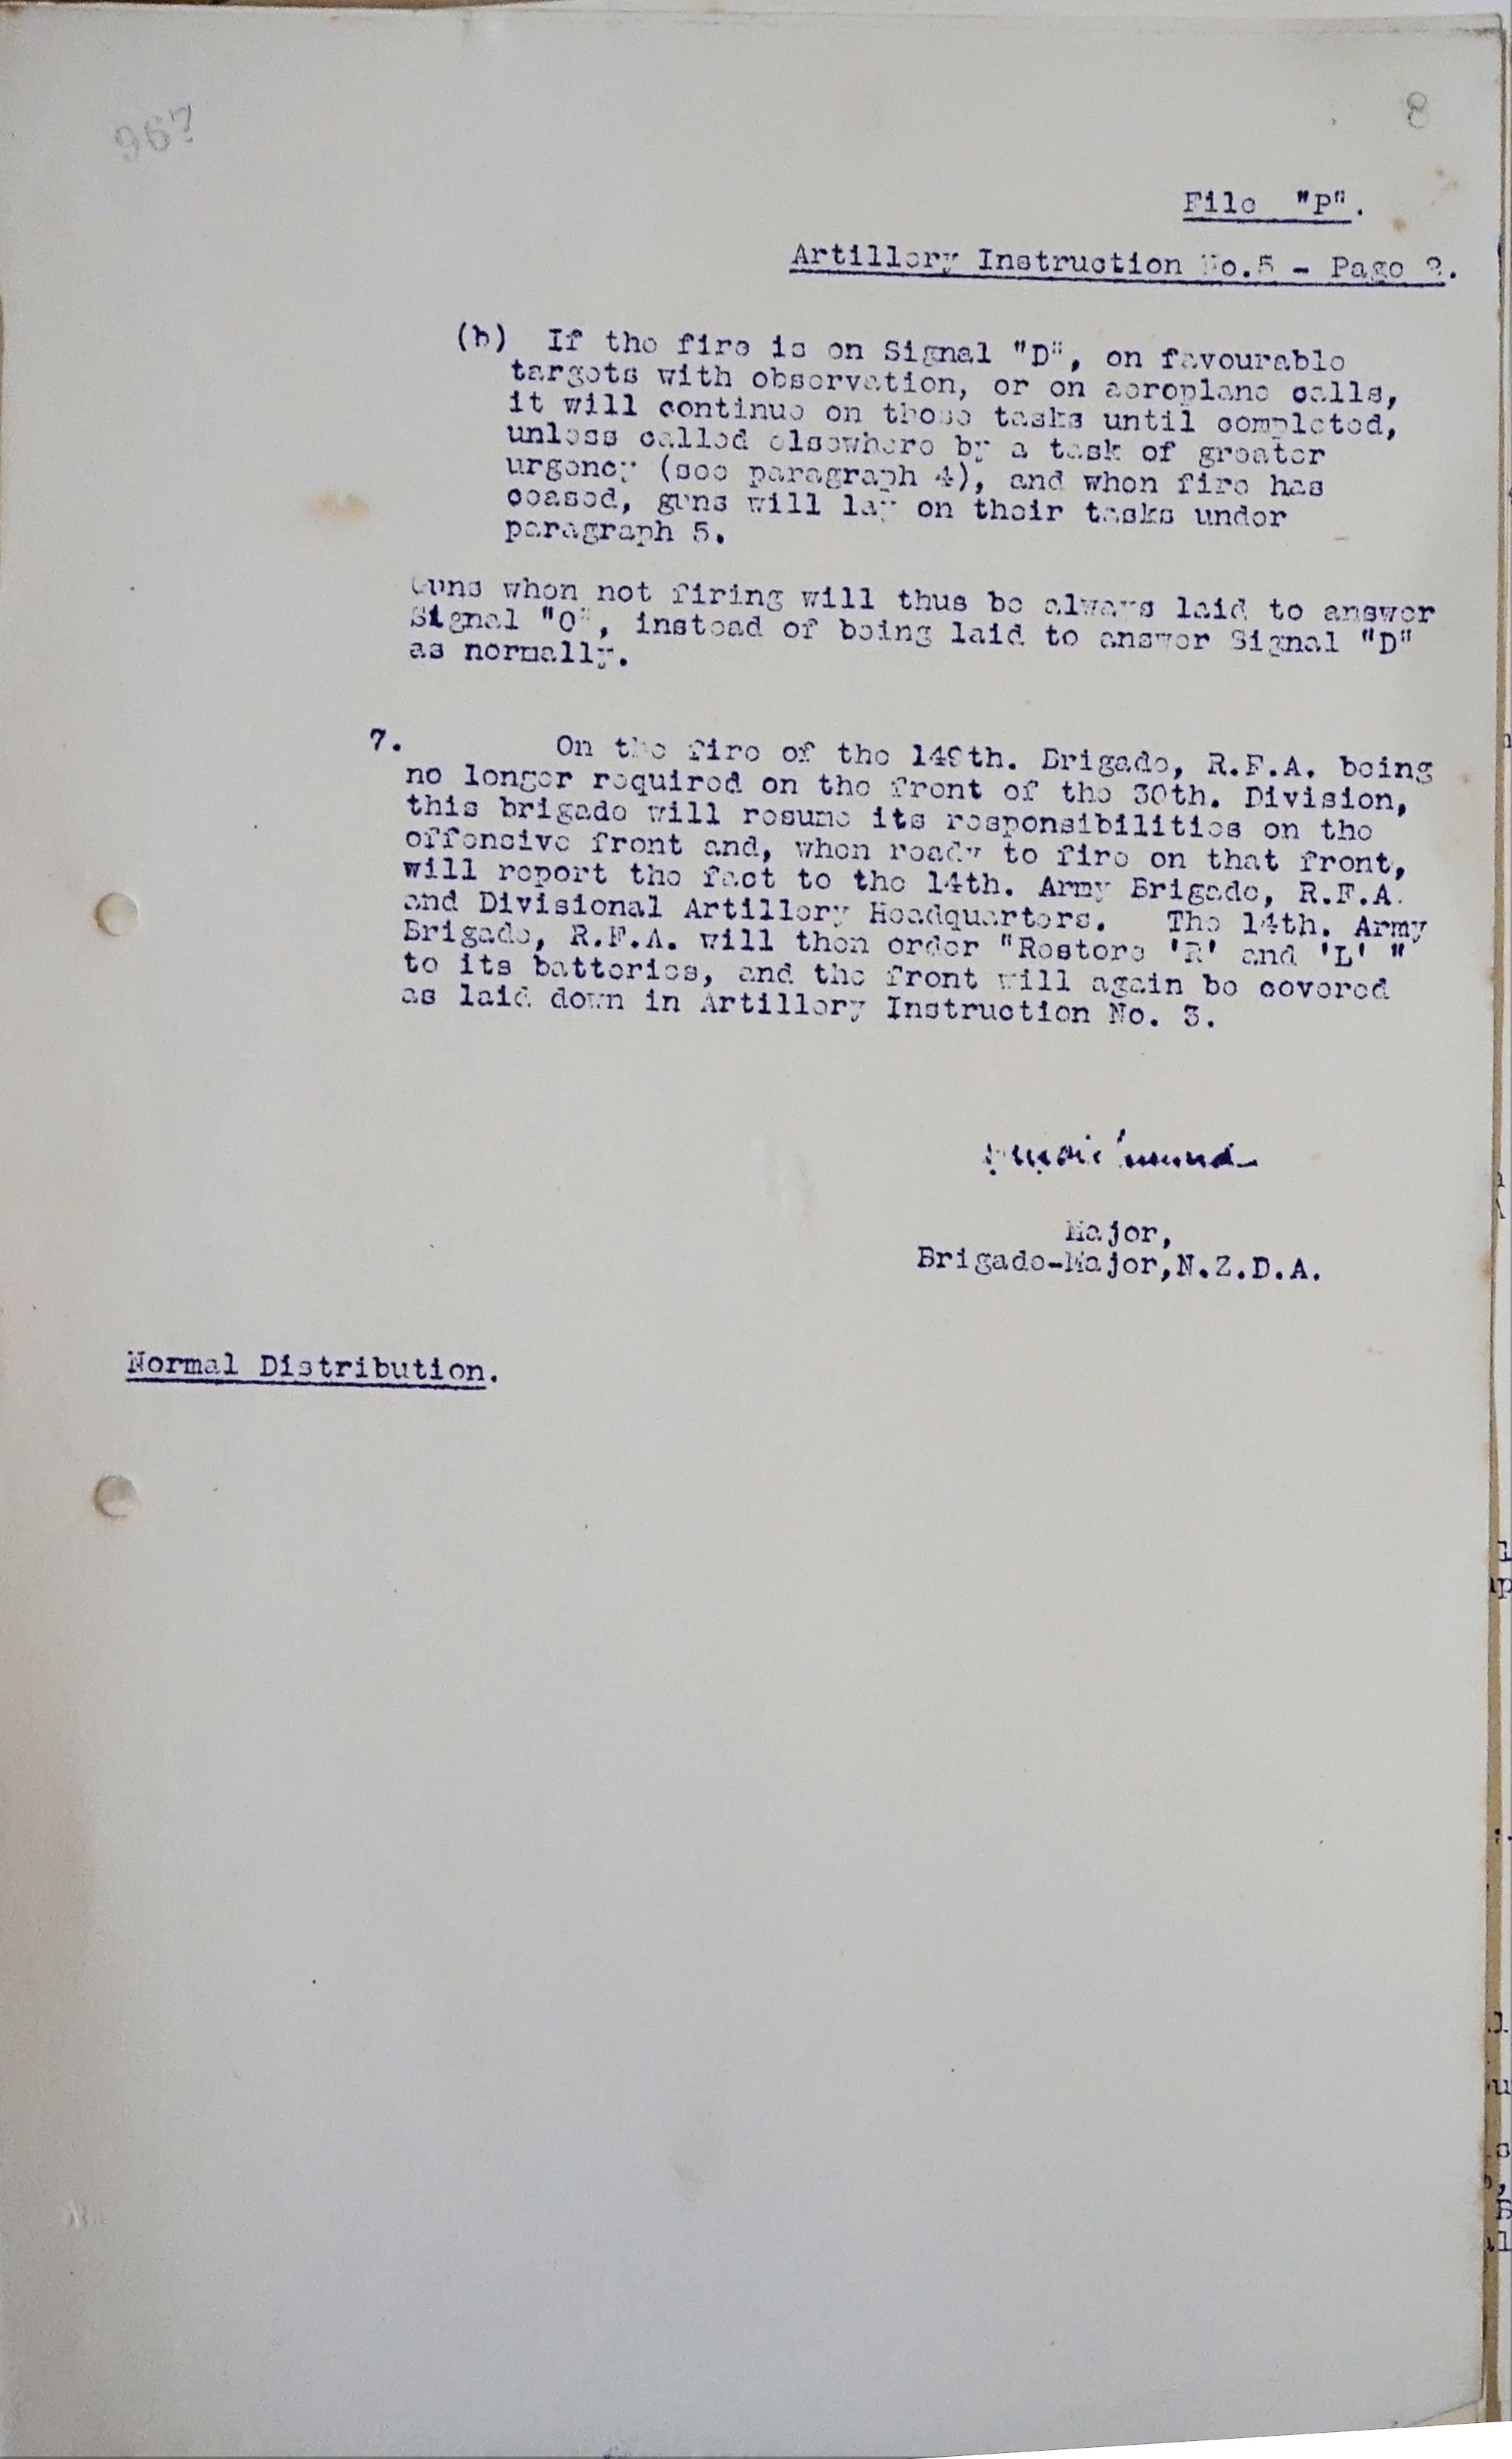 967
8
File "P".
Artillery Instruction No.5 - Page 2.
(b) If the fire is on Signal "D", on favourable
targets with observation, or on aeroplane calls,
it will continue on those tasks until completed,
unless called elsewhere by a task of greater
urgency (see paragraph 4), and when fire has
ceased, guns will lay on their tasks under
paragraph 5.
Guns when not firing will thus be always laid to answer
Signal "O", instead of being laid to answer Signal "D"
as normally.
7. On the fire of the 149th. Brigade, R.F.A. being
no longer required on the front of the 30th. Division,
this brigade will resume its responsibilities on the
offensive front and, when ready to fire on that front,
will report the fact to the 14th. Army Brigade, R.F.A.
and Divisional Artillery Headquarters. The 14th. Army
Brigade, R.F.A. will then order "Restore 'R' and 'L' "
to its batteries, and the front will again be covered
as laid down in Artillery Instruction No. 3.
Major,
Brigade-Major,N.Z.D.A.
Normal Distribution.